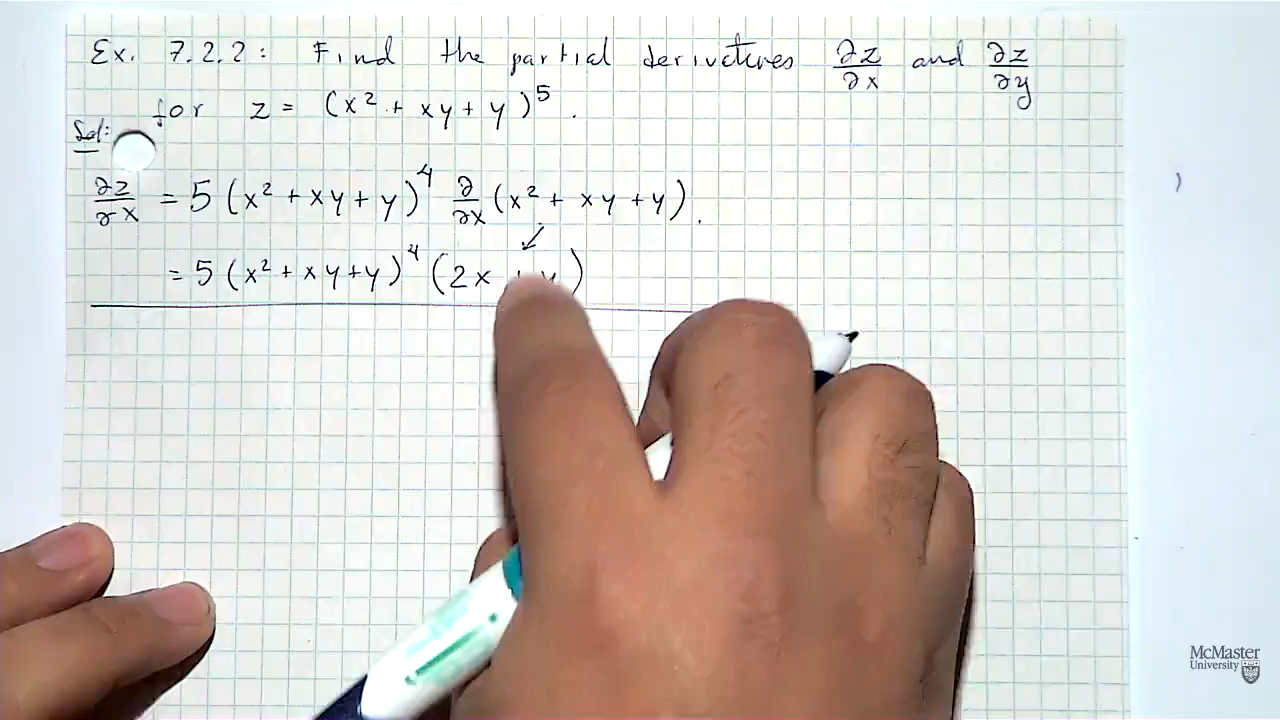 Ex. 7.2.2: Find the partial derivatives ∂z/∂x and ∂z/∂y
for z = (x² + xy + y)⁵.
Sol:
∂z/∂x = 5 (x² + xy + y)⁴ ∂/∂x (x² + xy + y).
= 5 (x² + xy + y)⁴ (2x + y)
McMaster
University